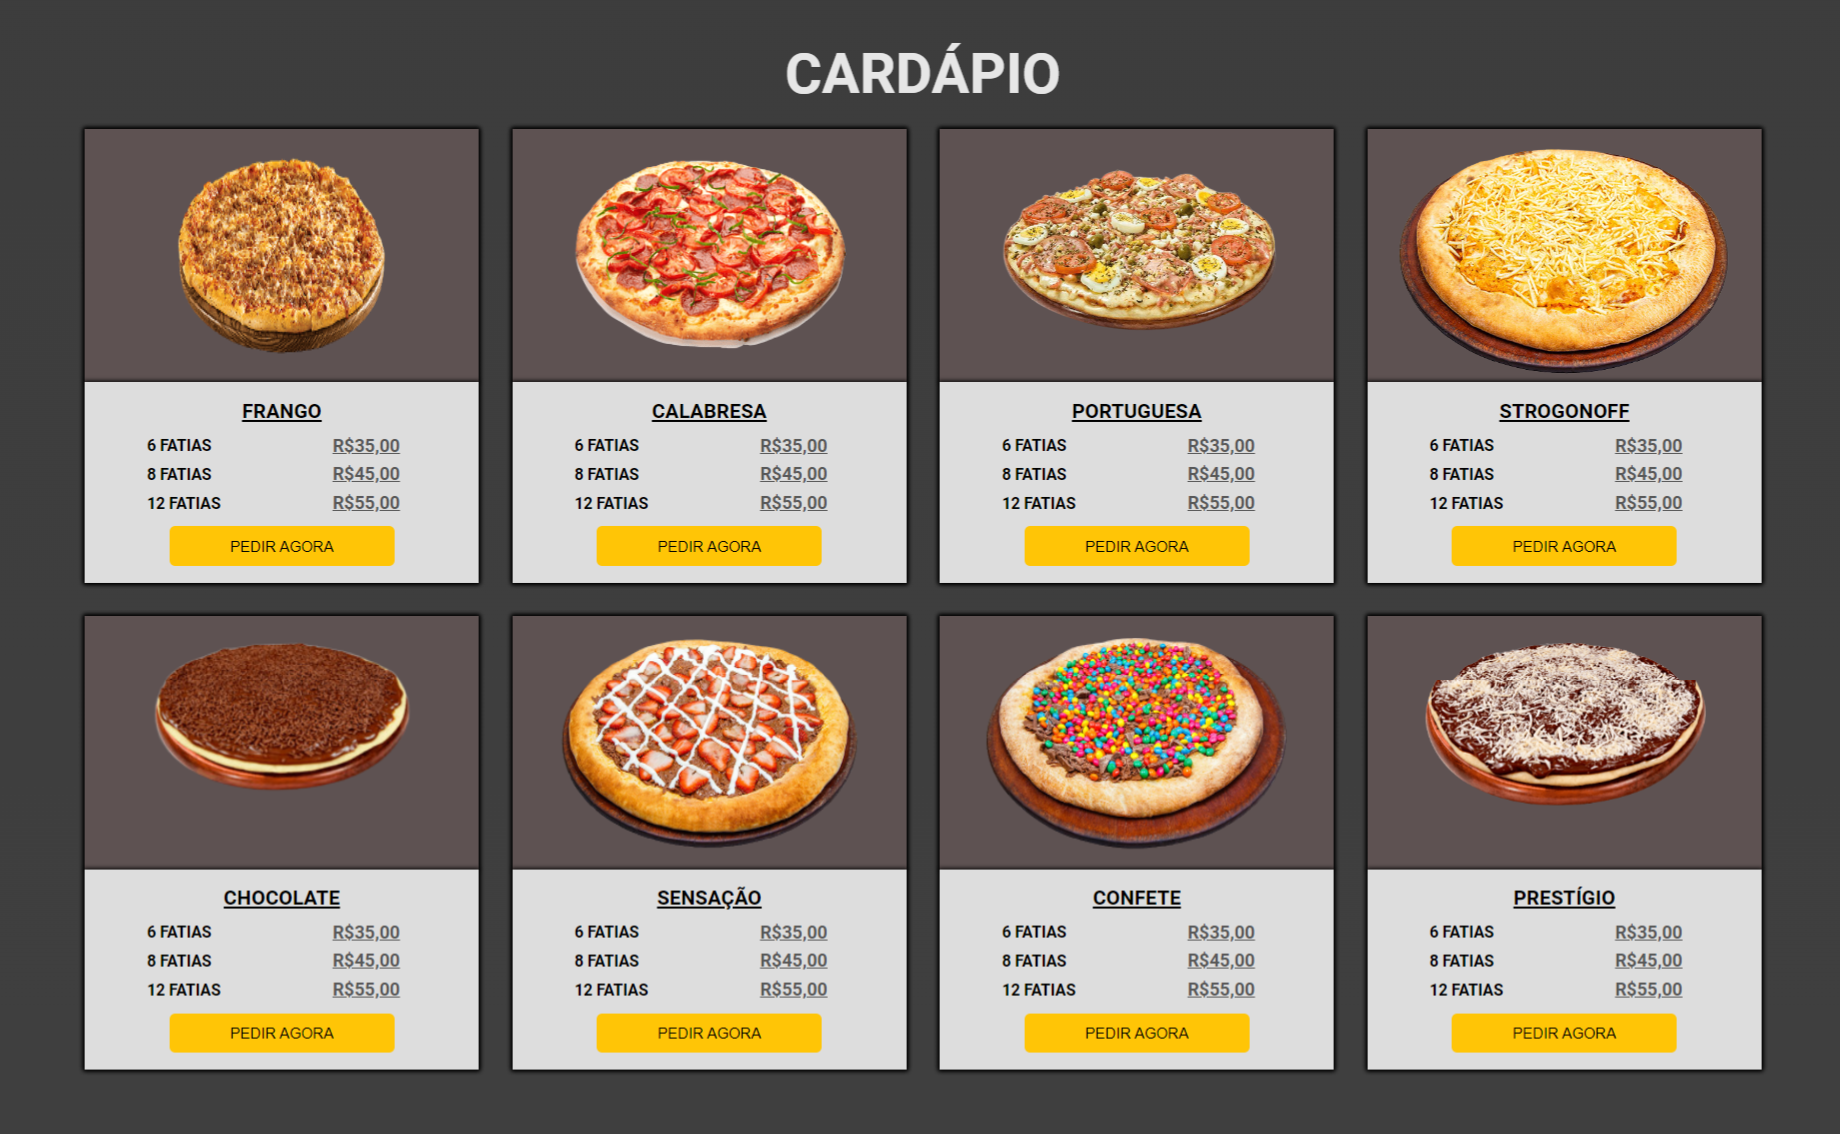 CARDÁPIO
FRANGO
6 FATIAS R$35,00
8 FATIAS R$45,00
12 FATIAS R$55,00
PEDIR AGORA
CALABRESA
6 FATIAS R$35,00
8 FATIAS R$45,00
12 FATIAS R$55,00
PEDIR AGORA
PORTUGUESA
6 FATIAS R$35,00
8 FATIAS R$45,00
12 FATIAS R$55,00
PEDIR AGORA
STROGONOFF
6 FATIAS R$35,00
8 FATIAS R$45,00
12 FATIAS R$55,00
PEDIR AGORA
CHOCOLATE
6 FATIAS R$35,00
8 FATIAS R$45,00
12 FATIAS R$55,00
PEDIR AGORA
SENSAÇÃO
6 FATIAS R$35,00
8 FATIAS R$45,00
12 FATIAS R$55,00
PEDIR AGORA
CONFETE
6 FATIAS R$35,00
8 FATIAS R$45,00
12 FATIAS R$55,00
PEDIR AGORA
PRESTÍGIO
6 FATIAS R$35,00
8 FATIAS R$45,00
12 FATIAS R$55,00
PEDIR AGORA